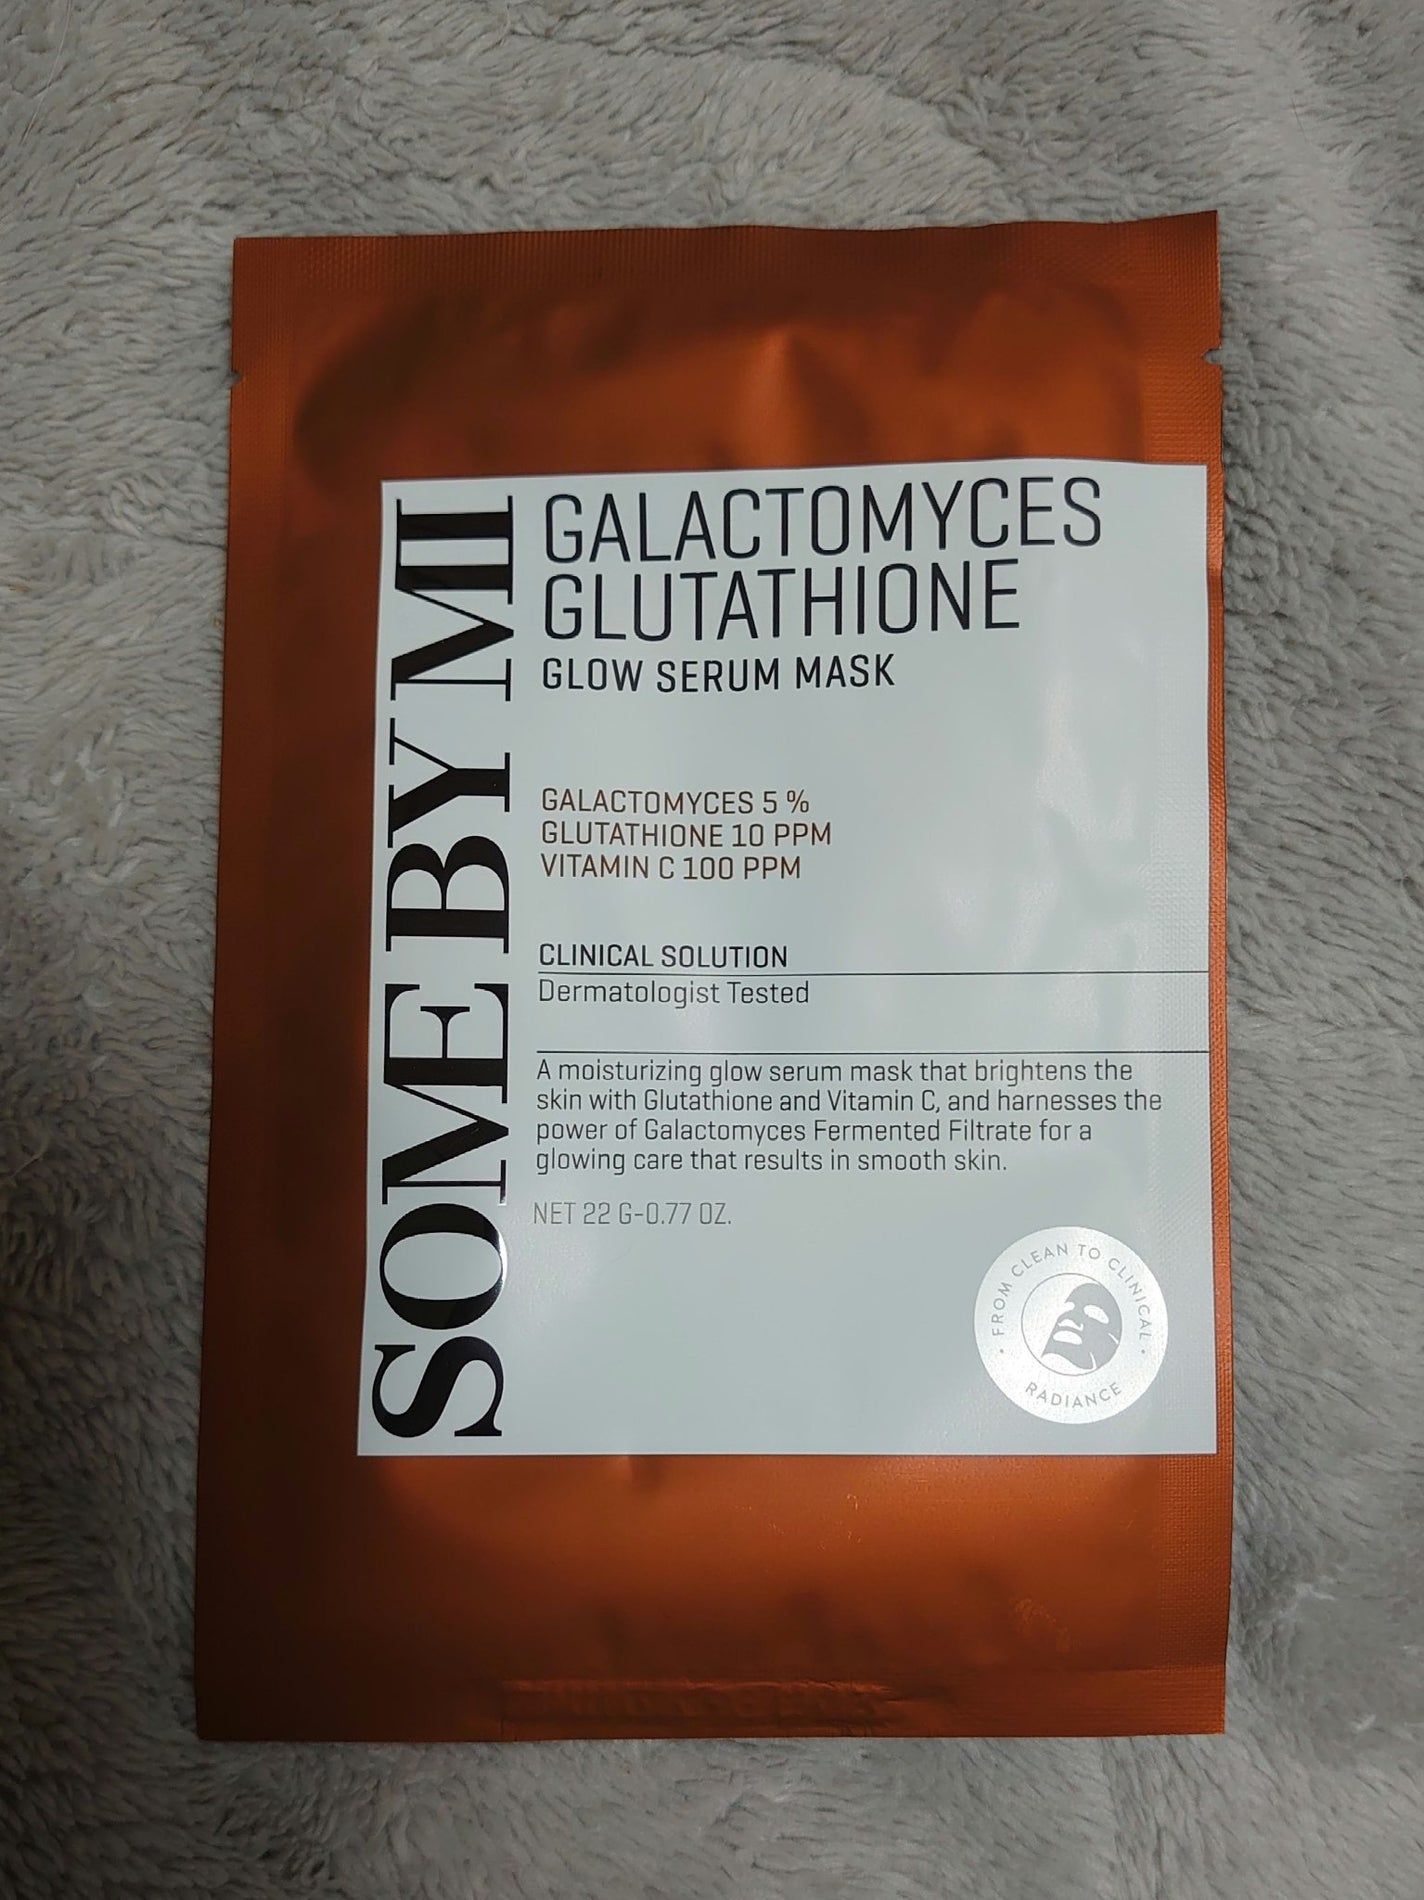 SOME BY MI
GALACTOMYCES
GLUTATHIONE
GLOW SERUM MASK
GALACTOMYCES 5 %
GLUTATHIONE 10 PPM
VITAMIN C 100 PPM
CLINICAL SOLUTION
Dermatologist Tested
A moisturizing glow serum mask that brightens the
skin with Glutathione and Vitamin C, and harnesses the
power of Galactomyces Fermented Filtrate for a
glowing care that results in smooth skin.
NET 22 G-0.77 OZ.
• FROM CLEAN TO CLINICAL •
RADIANCE